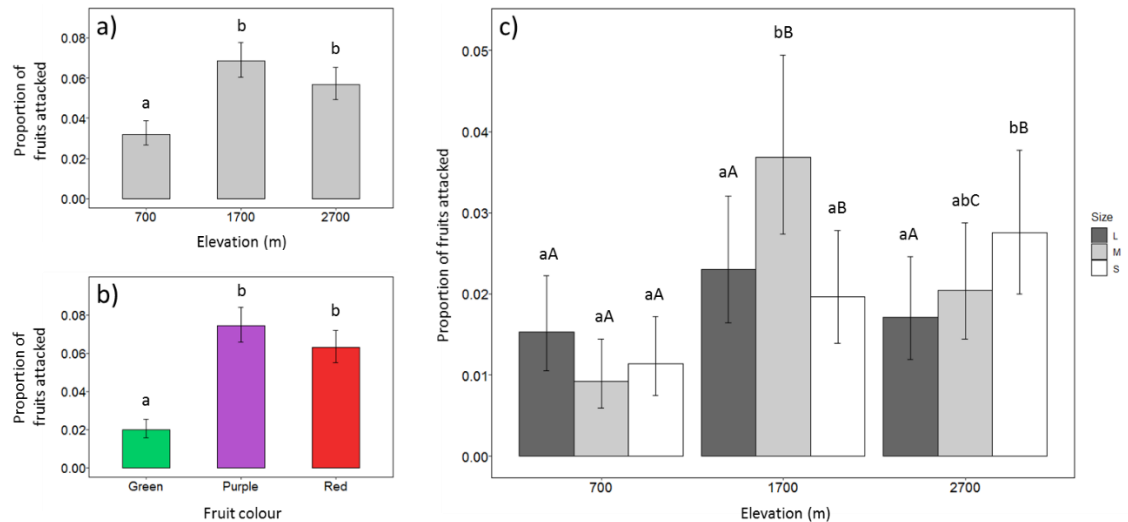 a)
Proportion of
fruits attacked
0.08
0.06
0.04
0.02
0.00
a
b
b
700
1700
2700
Elevation (m)
b)
Proportion of
fruits attacked
0.08
0.06
0.04
0.02
0.00
a
b
b
Green
Purple
Red
Fruit colour
c)
Proportion of fruits attacked
0.05
0.04
0.03
0.02
0.01
0.00
aA
aA
aA
aA
bB
aB
aA
abC
bB
700
1700
2700
Elevation (m)
Size
L
M
S